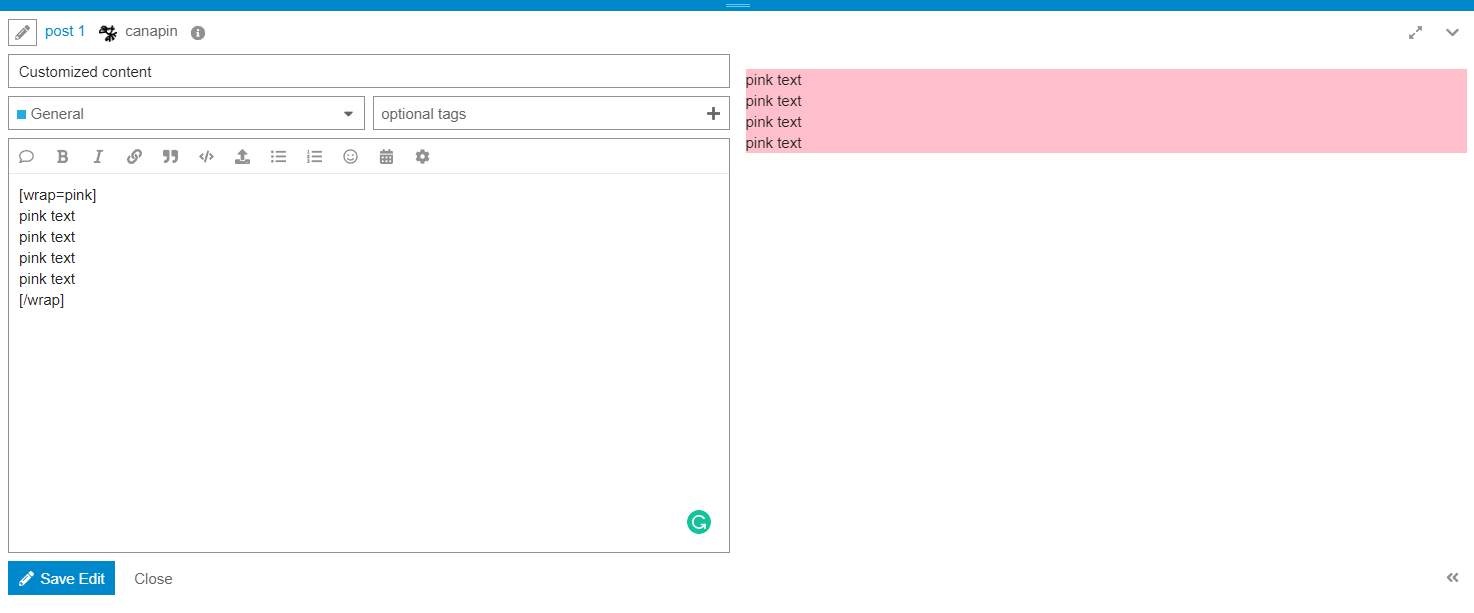 post 1 canapin
Customized content
General
optional tags
[wrap=pink]
pink text
pink text
pink text
pink text
[/wrap]
Save Edit
Close
pink text
pink text
pink text
pink text